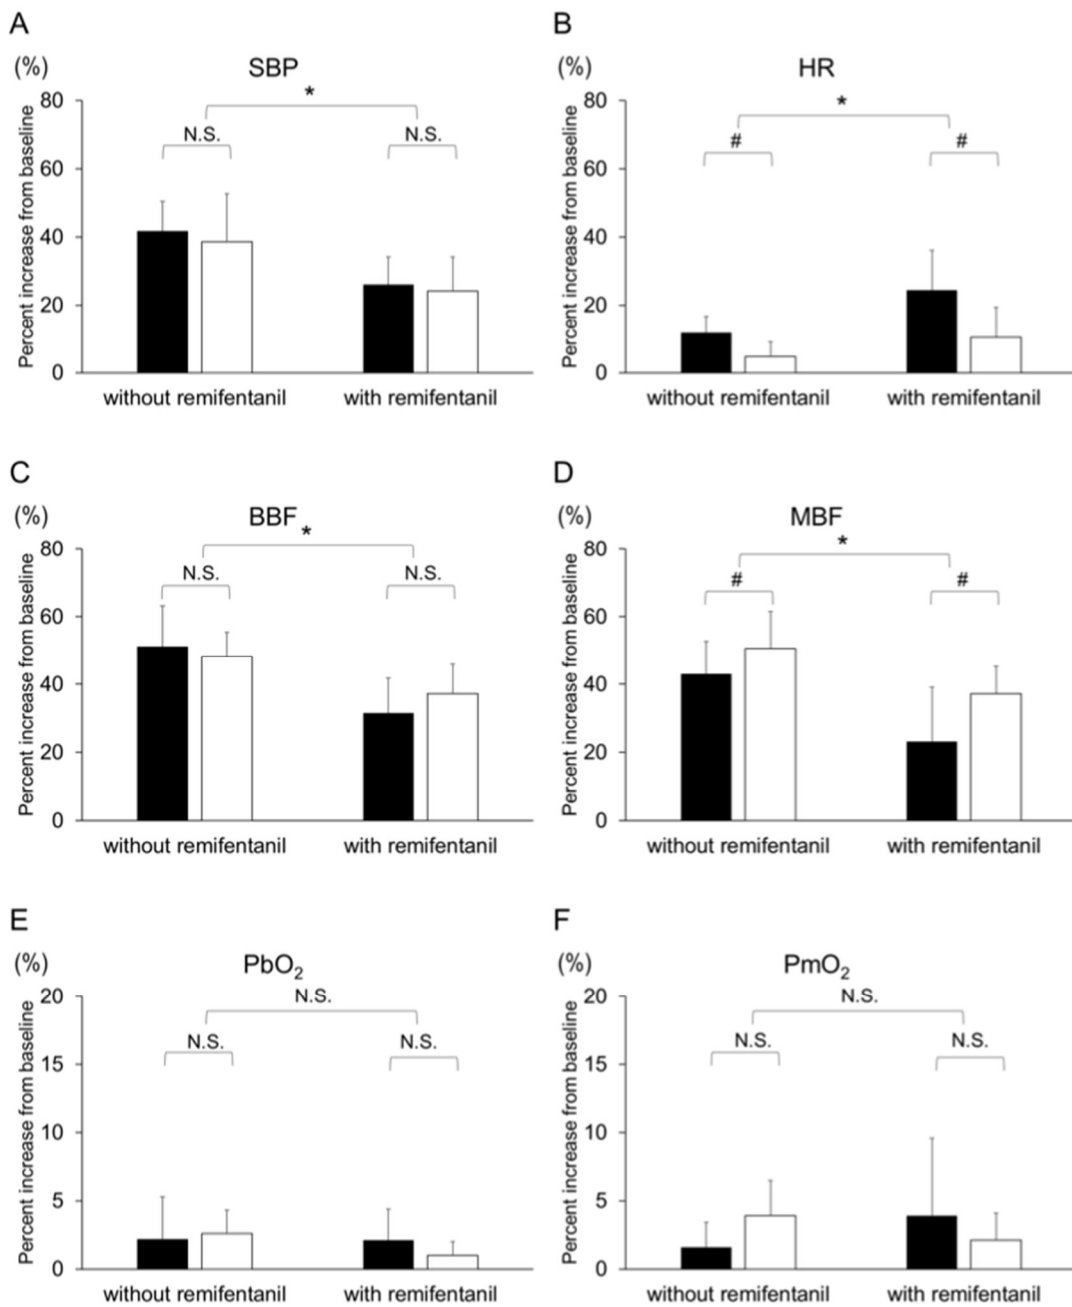 A
(%)
SBP
*
N.S.
N.S.
Percent increase from baseline
80
60
40
20
0
without remifentanil
with remifentanil
B
(%)
HR
*
#
#
Percent increase from baseline
80
60
40
20
0
without remifentanil
with remifentanil
C
(%)
BBF
*
N.S.
N.S.
Percent increase from baseline
80
60
40
20
0
without remifentanil
with remifentanil
D
(%)
MBF
*
#
#
Percent increase from baseline
80
60
40
20
0
without remifentanil
with remifentanil
E
(%)
PbO₂
N.S.
N.S.
N.S.
Percent increase from baseline
20
15
10
5
0
without remifentanil
with remifentanil
F
(%)
PmO₂
N.S.
N.S.
N.S.
Percent increase from baseline
20
15
10
5
0
without remifentanil
with remifentanil